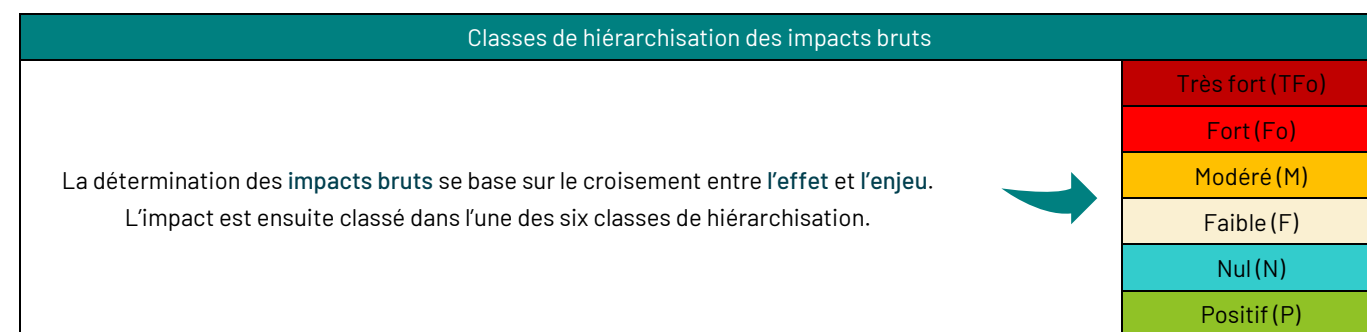 Classes de hiérarchisation des impacts bruts
La détermination des impacts bruts se base sur le croisement entre l’effet et l’enjeu.
L’impact est ensuite classé dans l’une des six classes de hiérarchisation.
Très fort (TFo)
Fort (Fo)
Modéré (M)
Faible (F)
Nul (N)
Positif (P)